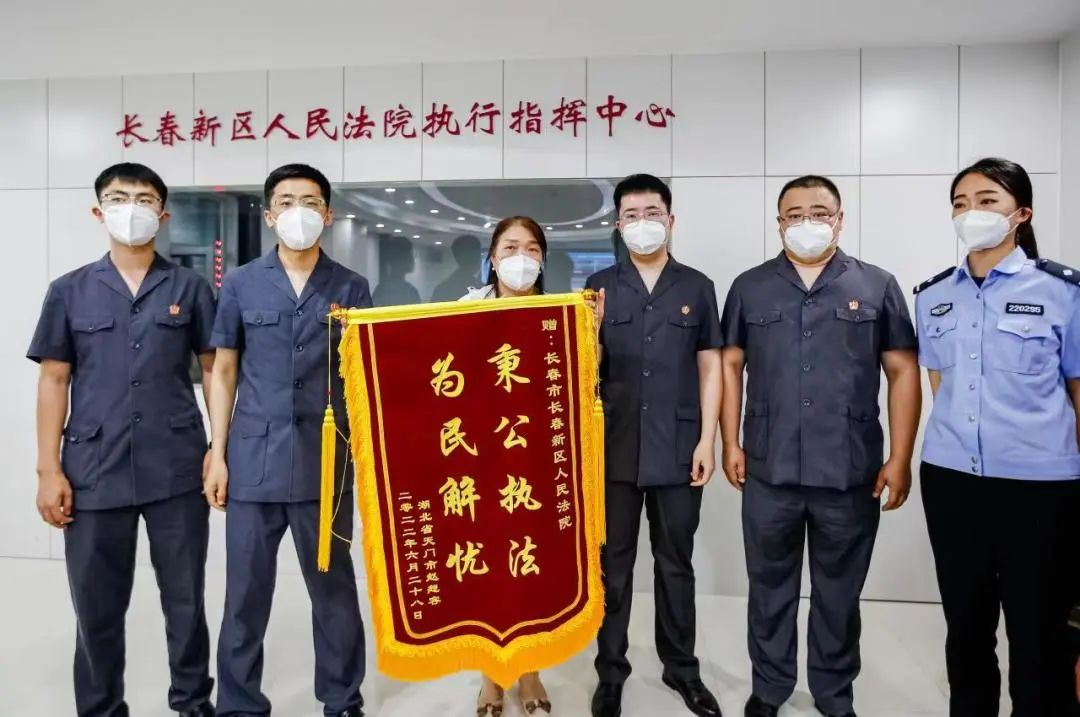 长春新区人民法院执行指挥中心
赠：长春市长春新区人民法院
秉公执法
为民解忧
湖北省天门市赵想容
二零二二年六月二十八日
220295